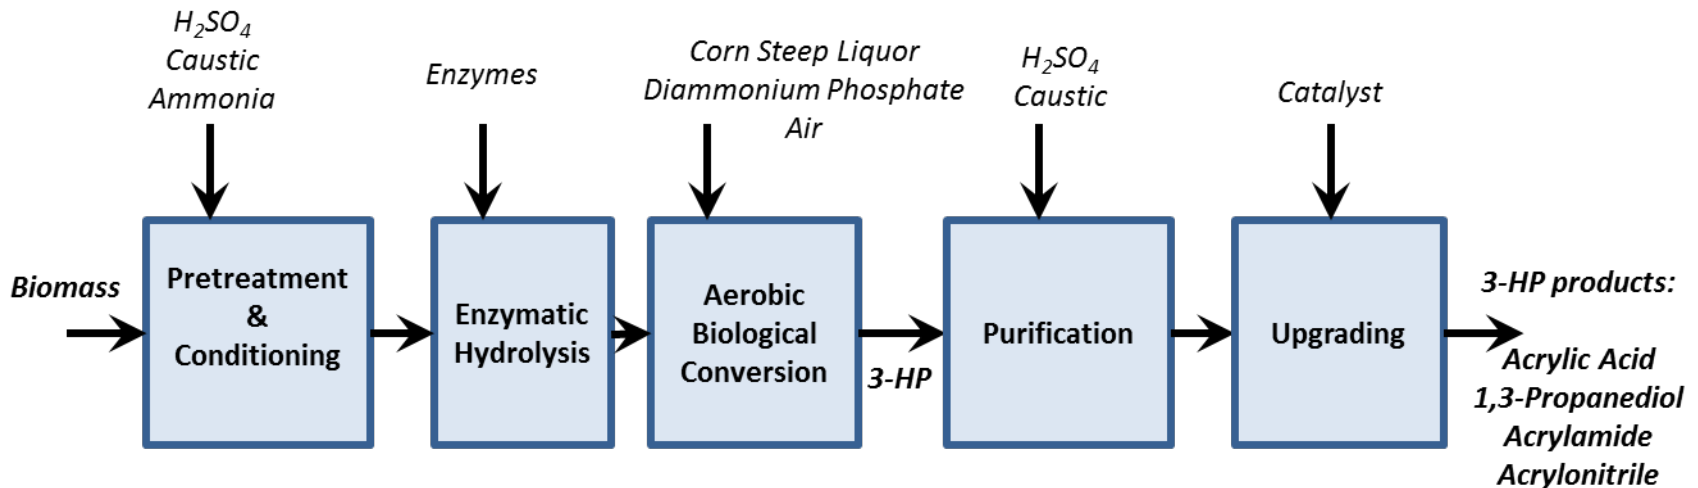 H₂SO₄
Caustic
Ammonia
Enzymes
Corn Steep Liquor
Diammonium Phosphate
Air
H₂SO₄
Caustic
Catalyst
Biomass
Pretreatment
&
Conditioning
Enzymatic
Hydrolysis
Aerobic
Biological
Conversion
3-HP
Purification
Upgrading
3-HP products:
Acrylic Acid
1,3-Propanediol
Acrylamide
Acrylonitrile